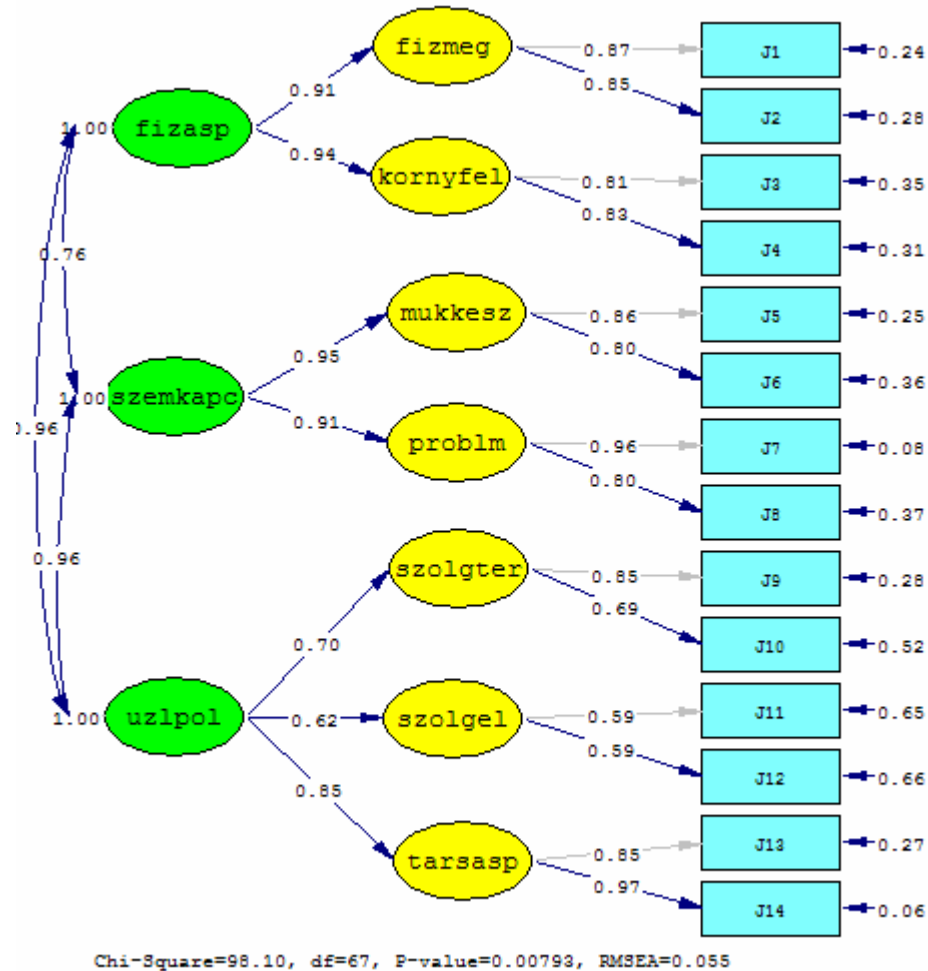 fizmeg
0.87
J1
0.24
0.91
0.85
1.00
fizasp
J2
0.28
0.94
kornyfel
0.81
J3
0.35
0.83
J4
0.31
0.76
mukkesz
0.86
J5
0.25
0.95
0.80
J6
0.36
1.00
szemkapc
0.96
0.91
problm
0.96
J7
0.08
0.80
J8
0.37
0.96
szolgter
0.85
J9
0.28
0.69
0.70
J10
0.52
1.00
uzlpol
0.62
szolgel
0.59
J11
0.65
0.59
J12
0.66
0.85
tarsasp
0.85
J13
0.27
0.97
J14
0.06
Chi-Square=98.10, df=67, P-value=0.00793, RMSEA=0.055